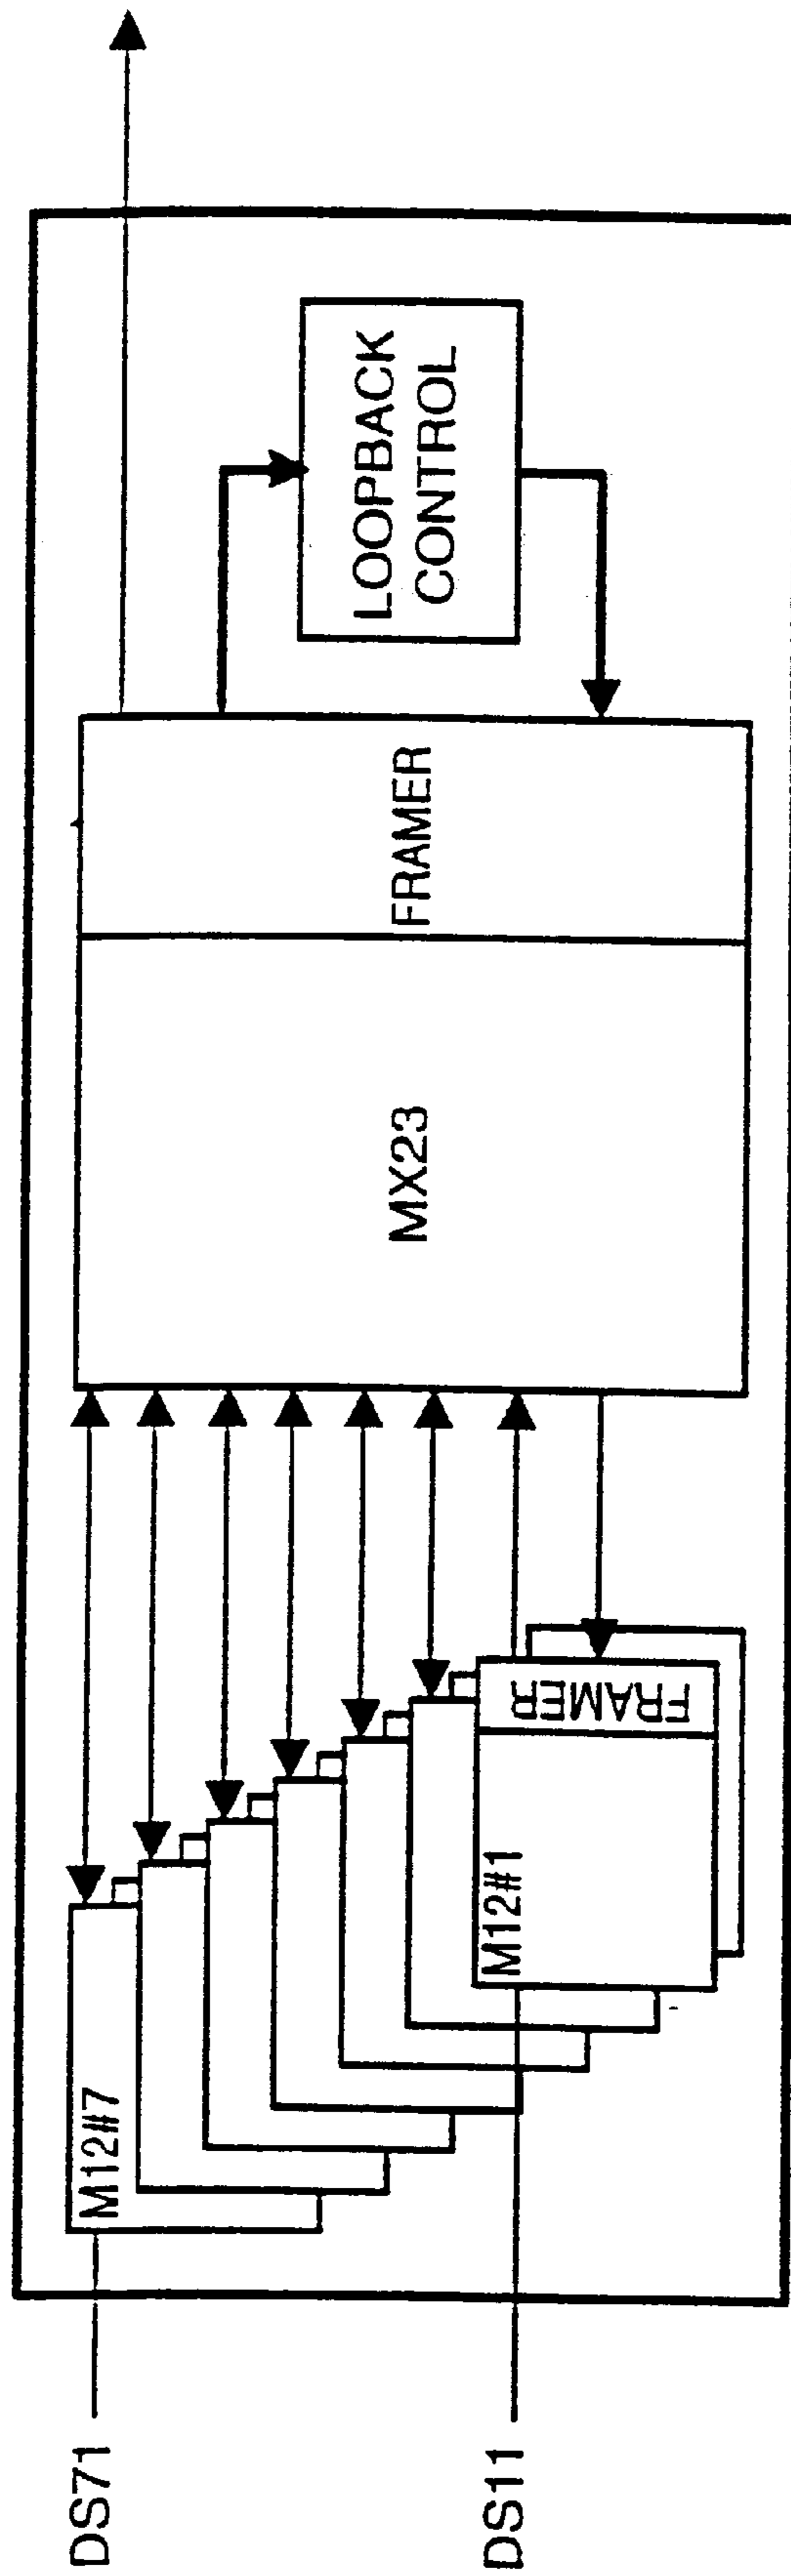 DS71
DS11
M12#7
M12#1
FRAMER
MX23
FRAMER
LOOPBACK
CONTROL